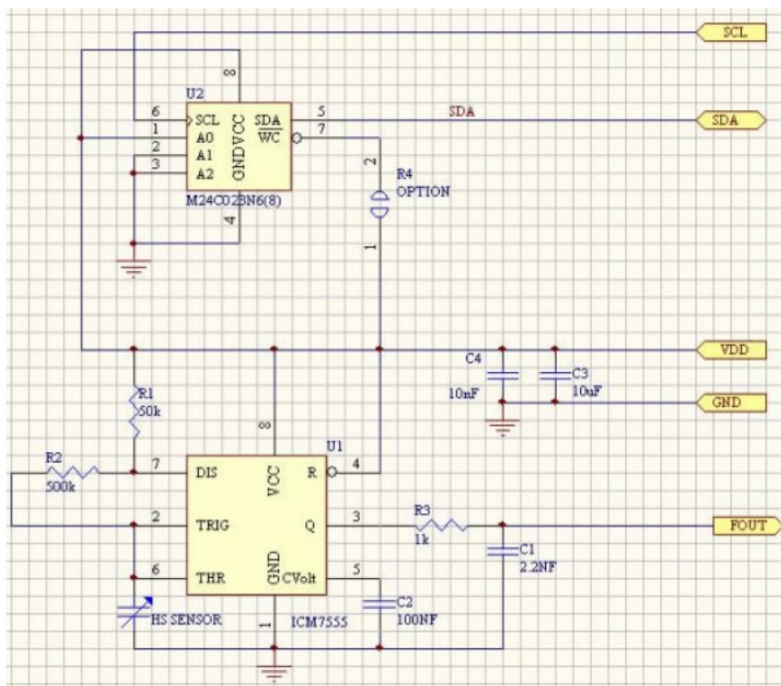 SCL
8
U2
6 SCL VCC SDA 5 SDA SDA
1 A0 WC 7
2 A1
3 A2 GND
2
R4
OPTION
M24C023N6(8)
4
1
VDD
C4
C3
R1
10nF
10uF
50k
GND
8
U1
R2
500k
7 DIS VCC R 4
2 TRIG Q 3
R3
1k
FOUT
C1
2.2NF
6 THR GND CVolt 5
HS SENSOR
1
ICM7555
C2
100NF